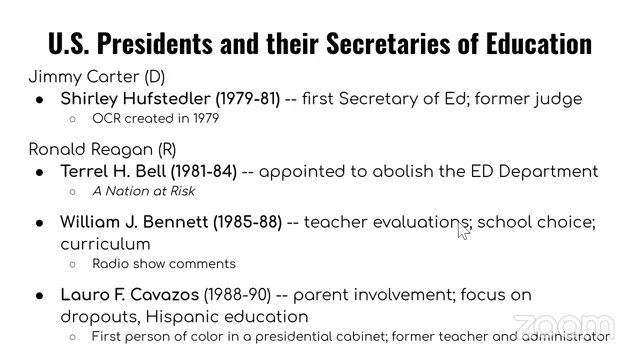 U.S. Presidents and their Secretaries of Education
Jimmy Carter (D)
● Shirley Hufstedler (1979-81) -- first Secretary of Ed; former judge
○ OCR created in 1979
Ronald Reagan (R)
● Terrel H. Bell (1981-84) -- appointed to abolish the ED Department
○ A Nation at Risk
● William J. Bennett (1985-88) -- teacher evaluations; school choice;
curriculum
○ Radio show comments
● Lauro F. Cavazos (1988-90) -- parent involvement; focus on
dropouts, Hispanic education
○ First person of color in a presidential cabinet; former teacher and administrator
zoom